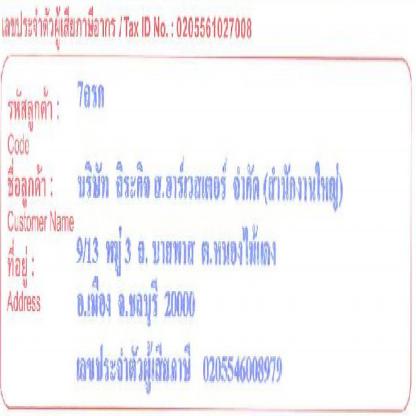 เลขประจำตัวผู้เสียภาษีอากร / Tax ID No. : 0205561027008
รหัสลูกค้า : 7อรก
Code
ชื่อลูกค้า : บริษัท สิระกิจ ส.ฮาร์เวสเตอร์ จำกัด (สำนักงานใหญ่)
Customer Name
ที่อยู่ : 9/13 หมู่ 3 ถ. บายพาส ต.หนองไม้แดง
Address อ.เมือง จ.ชลบุรี 20000
เลขประจำตัวผู้เสียภาษี 0205546008979